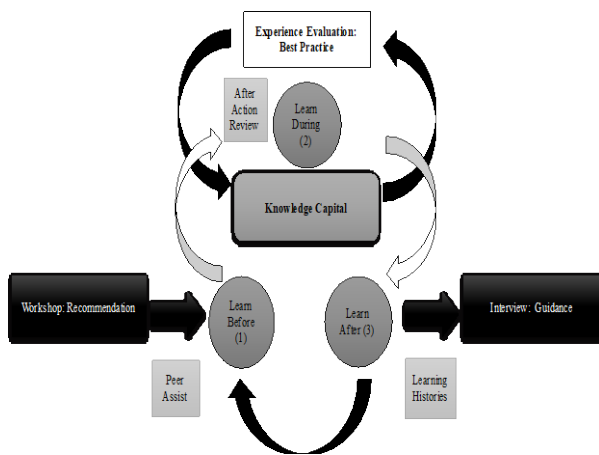 Experience Evaluation:
Best Practice
After
Action
Review
Learn
During
(2)
Knowledge Capital
Workshop: Recommendation
Learn
Before
(1)
Learn
After (3)
Interview: Guidance
Peer
Assist
Learning
Histories